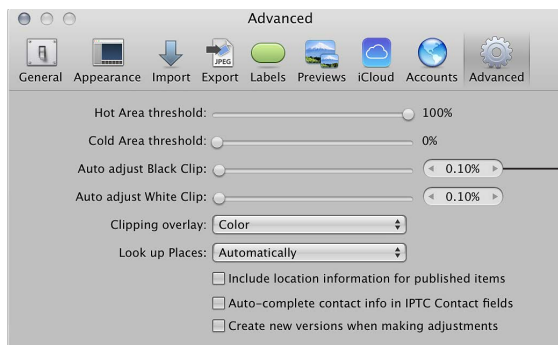 Advanced
JPEG
General Appearance Import Export Labels Previews iCloud Accounts Advanced
Hot Area threshold: 100%
Cold Area threshold: 0%
Auto adjust Black Clip: 0.10%
Auto adjust White Clip: 0.10%
Clipping overlay: Color
Look up Places: Automatically
Include location information for published items
Auto-complete contact info in IPTC Contact fields
Create new versions when making adjustments